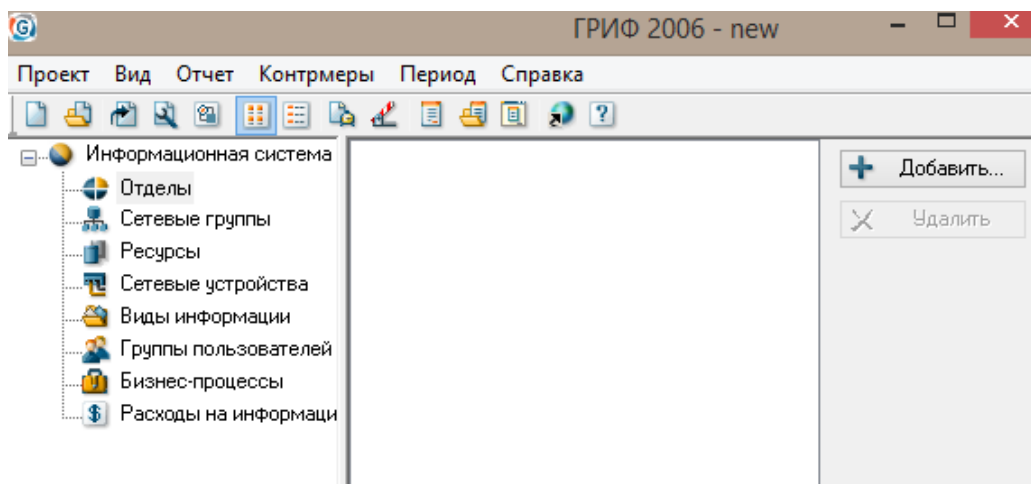 ГРИФ 2006 - new
Проект Вид Отчет Контрмеры Период Справка
Информационная система
Отделы
Сетевые группы
Ресурсы
Сетевые устройства
Виды информации
Группы пользователей
Бизнес-процессы
Расходы на информаци
Добавить...
Удалить